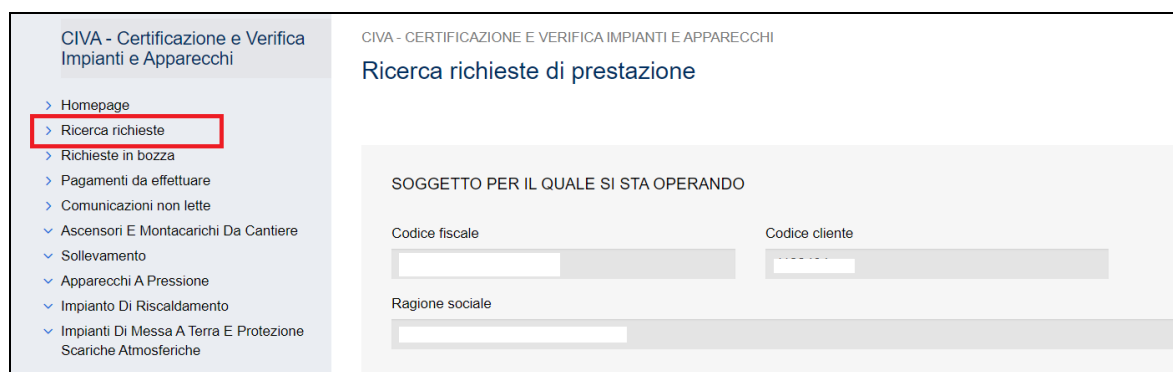 CIVA - Certificazione e Verifica
Impianti e Apparecchi
Homepage
Ricerca richieste
Richieste in bozza
Pagamenti da effettuare
Comunicazioni non lette
Ascensori E Montacarichi Da Cantiere
Sollevamento
Apparecchi A Pressione
Impianto Di Riscaldamento
Impianti Di Messa A Terra E Protezione
Scariche Atmosferiche
CIVA - CERTIFICAZIONE E VERIFICA IMPIANTI E APPARECCHI
Ricerca richieste di prestazione
SOGGETTO PER IL QUALE SI STA OPERANDO
Codice fiscale
Codice cliente
Ragione sociale